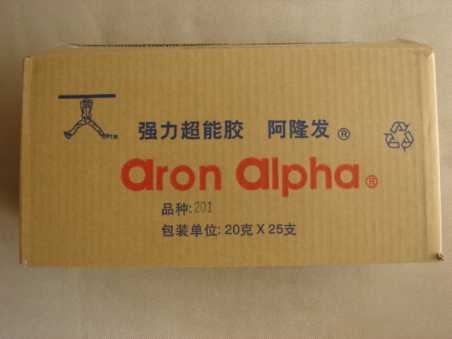 强力超能胶 阿隆发®
T.M.
aron alpha®
品种:201
包装单位: 20克 X 25支